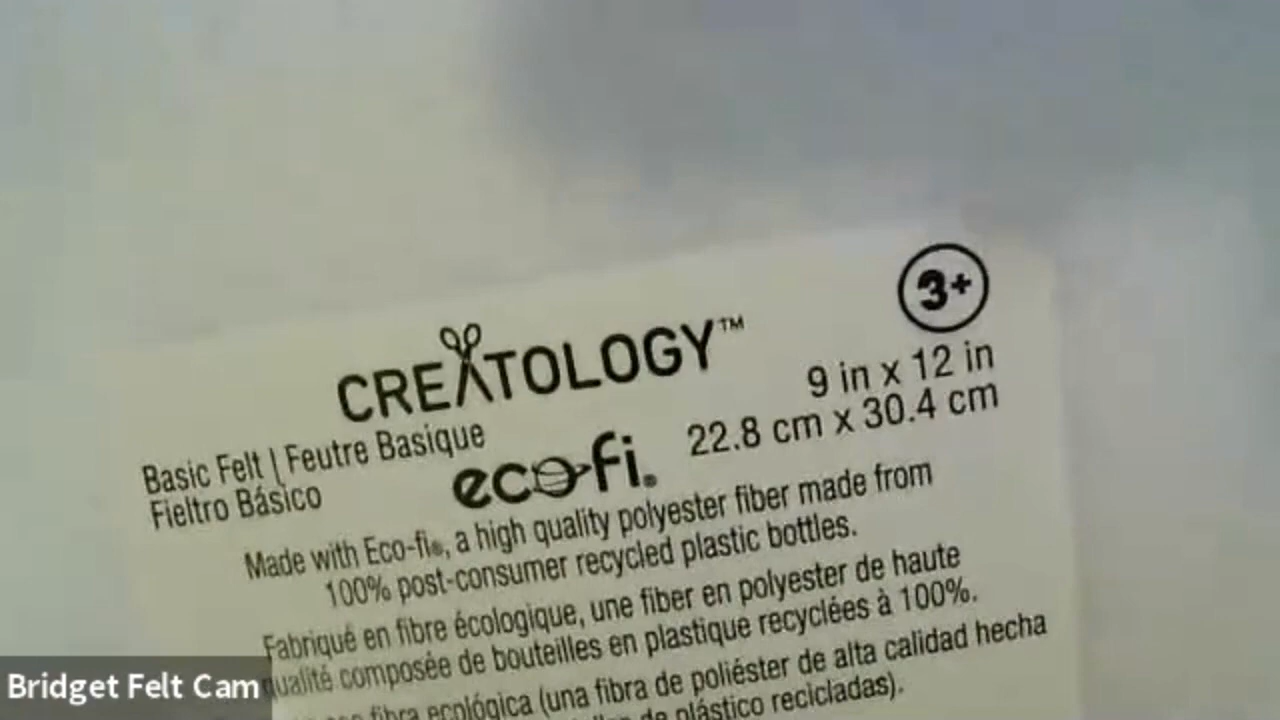 3+
CREATOLOGY™
9 in x 12 in
22.8 cm x 30.4 cm
Basic Felt | Feutre Basique
Fieltro Básico
eco-fi®
Made with Eco-fi®, a high quality polyester fiber made from
100% post-consumer recycled plastic bottles.
Fabriqué en fibre écologique, une fiber en polyester de haute
qualité composée de bouteilles en plastique recyclées à 100%.
fibra ecológica (una fibra de poliéster de alta calidad hecha
de plástico recicladas).
Bridget Felt Cam